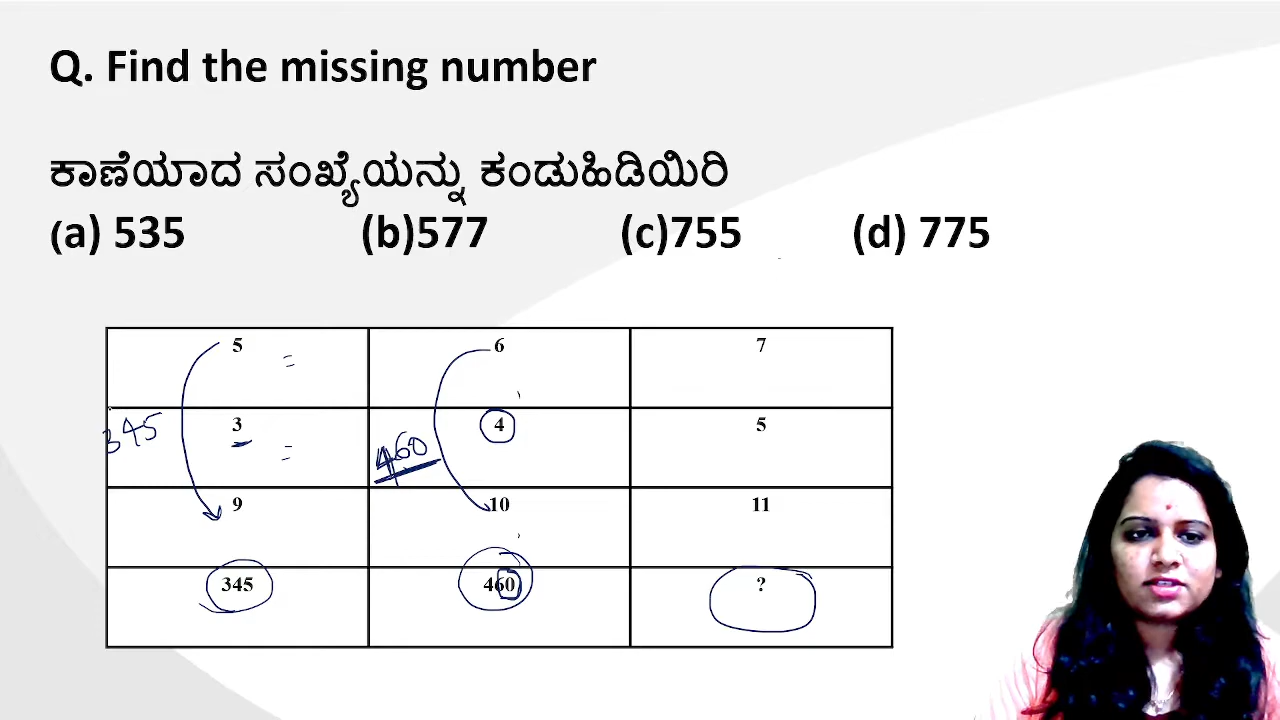 Q. Find the missing number
ಕಾಣೆಯಾದ ಸಂಖ್ಯೆಯನ್ನು ಕಂಡುಹಿಡಿಯಿರಿ
(a) 535 (b)577 (c)755 (d) 775
5 = 6 7
345 3 = 460 4 5
9 10 11
345 460 ?